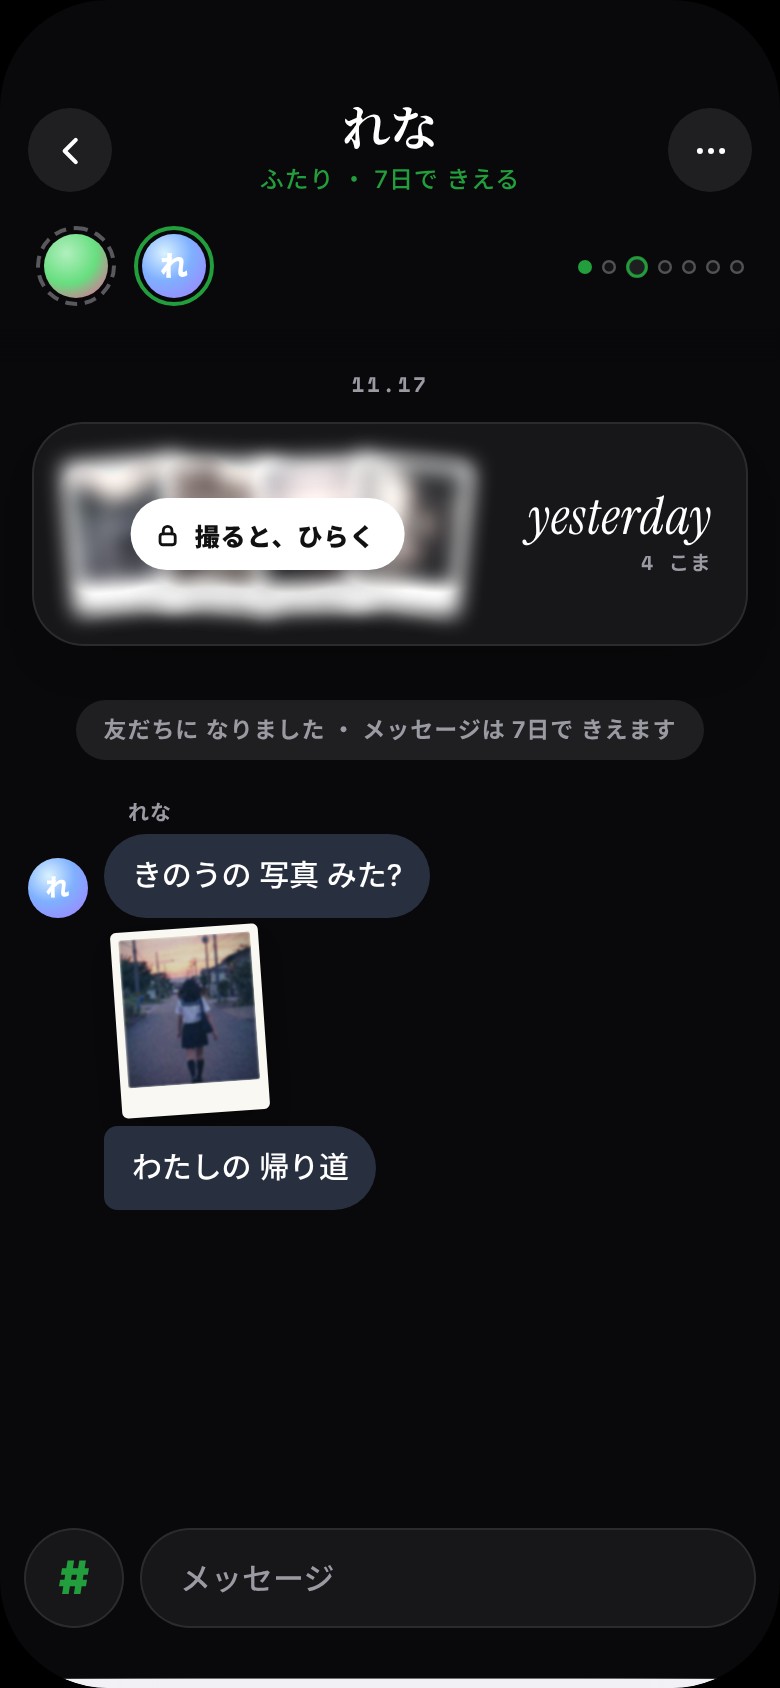 れな
ふたり ・ 7日で きえる
れ
11.17
撮ると、ひらく
yesterday
4 こま
友だちに なりました ・ メッセージは 7日で きえます
れな
れ
きのうの 写真 みた?
わたしの 帰り道
#
メッセージ